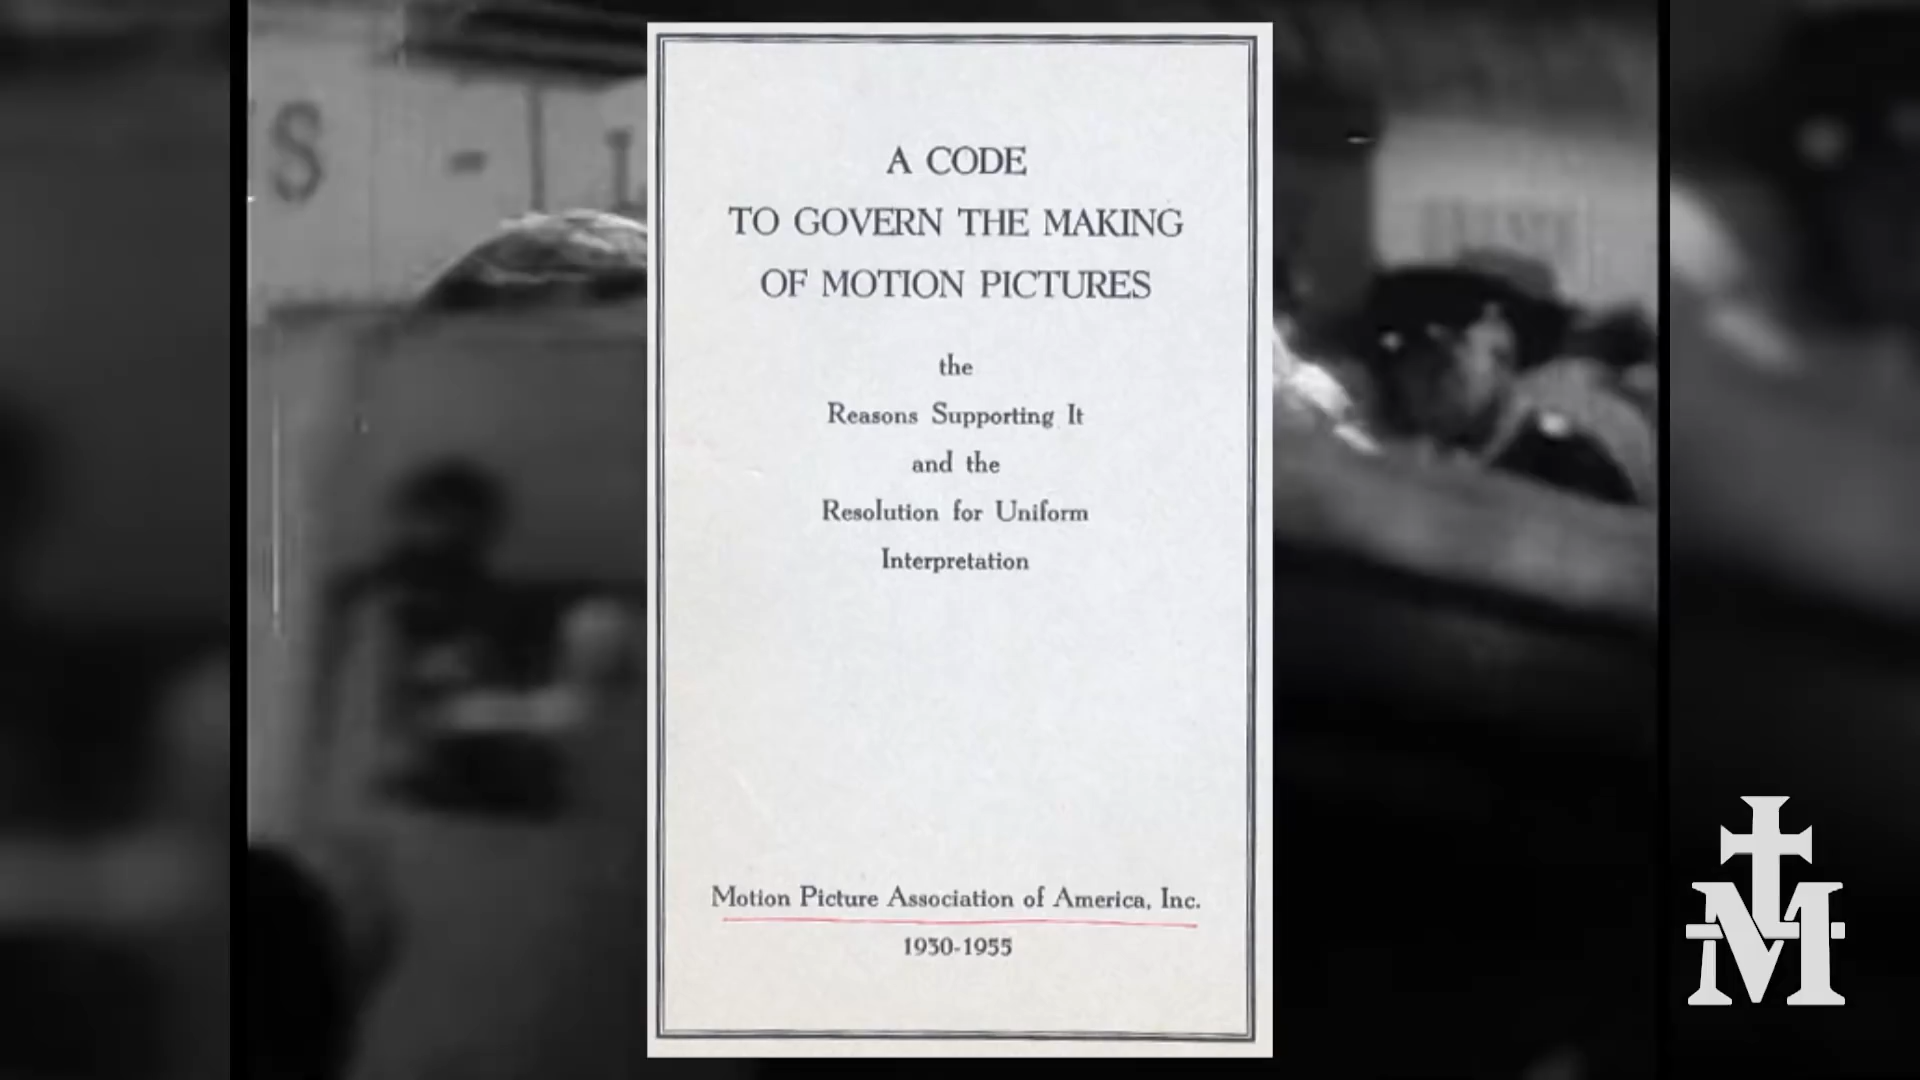 A CODE
TO GOVERN THE MAKING
OF MOTION PICTURES
the
Reasons Supporting It
and the
Resolution for Uniform
Interpretation
Motion Picture Association of America, Inc.
1930-1955